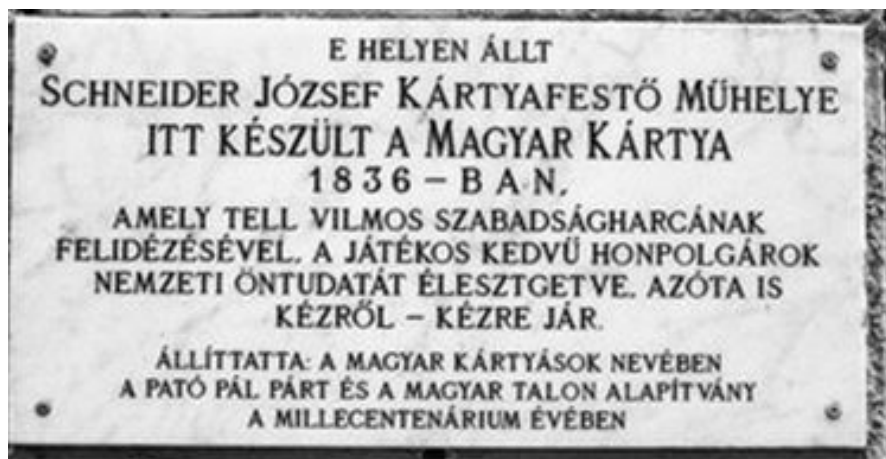 E HELYEN ÁLLT
SCHNEIDER JÓZSEF KÁRTYAFESTŐ MŰHELYE
ITT KÉSZÜLT A MAGYAR KÁRTYA
1836 – BAN,
AMELY TELL VILMOS SZABADSÁGHARCÁNAK
FELIDÉZÉSÉVEL, A JÁTÉKOS KEDVŰ HONPOLGÁROK
NEMZETI ÖNTUDATÁT ÉLESZTGETVE, AZÓTA IS
KÉZRŐL – KÉZRE JÁR.
ÁLLÍTTATTA: A MAGYAR KÁRTYÁSOK NEVÉBEN
A PATÓ PÁL PÁRT ÉS A MAGYAR TALON ALAPÍTVÁNY
A MILLECENTENÁRIUM ÉVÉBEN